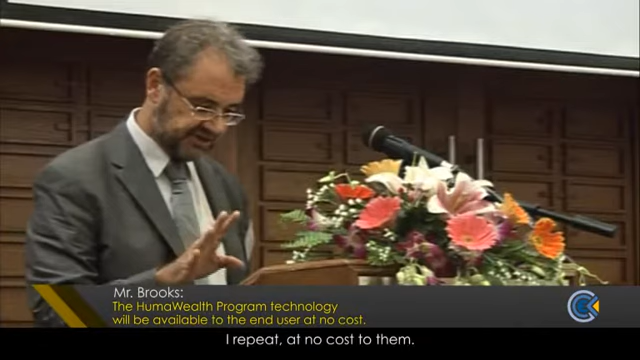 Mr. Brooks:
The HumaWealth Program technology
will be available to the end user at no cost.
I repeat, at no cost to them.